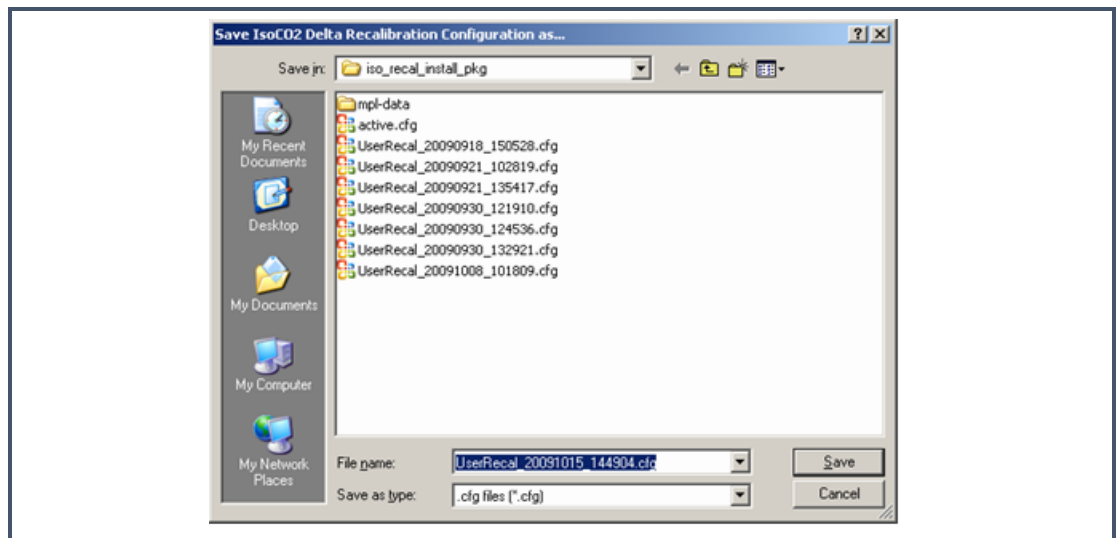 Save IsoCO2 Delta Recalibration Configuration as...
Save in: iso_recal_install_pkg
mpl-data
active.cfg
UserRecal_20090918_150528.cfg
UserRecal_20090921_102819.cfg
UserRecal_20090921_135417.cfg
UserRecal_20090930_121910.cfg
UserRecal_20090930_124536.cfg
UserRecal_20090930_132921.cfg
UserRecal_20091008_101809.cfg
My Recent
Documents
Desktop
My Documents
My Computer
My Network
Places
File name: UserRecal_20091015_144904.cfg Save
Save as type: .cfg files (*.cfg) Cancel